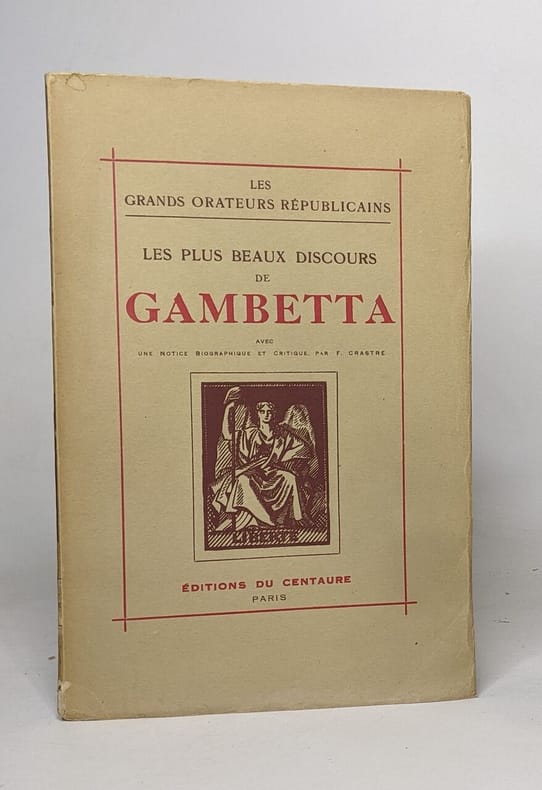 LES
GRANDS ORATEURS RÉPUBLICAINS
LES PLUS BEAUX DISCOURS
DE
GAMBETTA
AVEC
UNE NOTICE BIOGRAPHIQUE ET CRITIQUE, PAR F. CRASTRE
LIBERTÉ
ÉDITIONS DU CENTAURE
PARIS